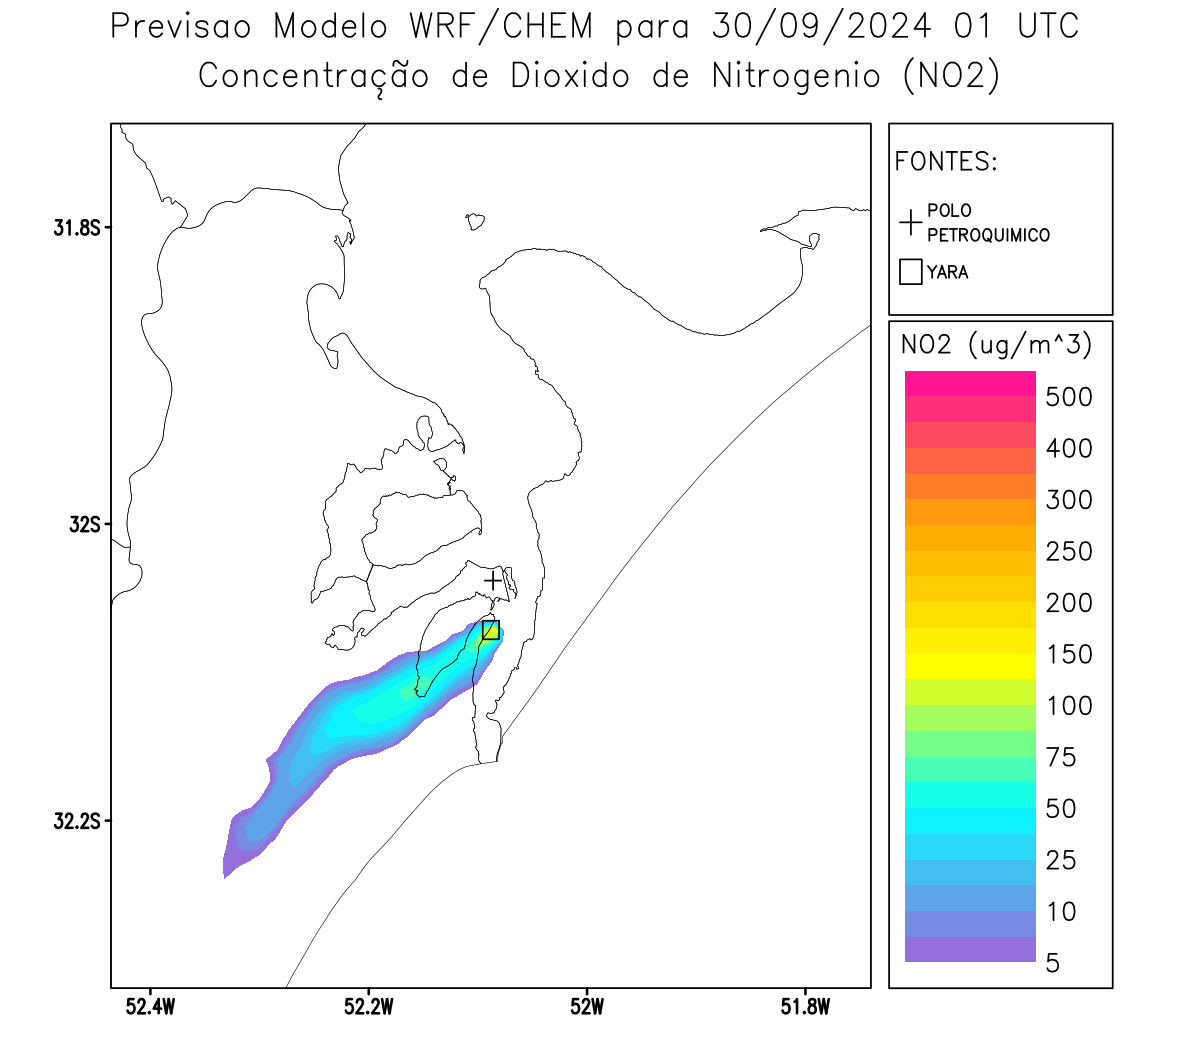 Previsao Modelo WRF/CHEM para 30/09/2024 01 UTC
Concentração de Dioxido de Nitrogenio (NO2)
FONTES:
POLO
PETROQUIMICO
YARA
NO2 (ug/m^3)
500
400
300
250
200
150
100
75
50
25
10
5
31.8S
32S
32.2S
52.4W
52.2W
52W
51.8W